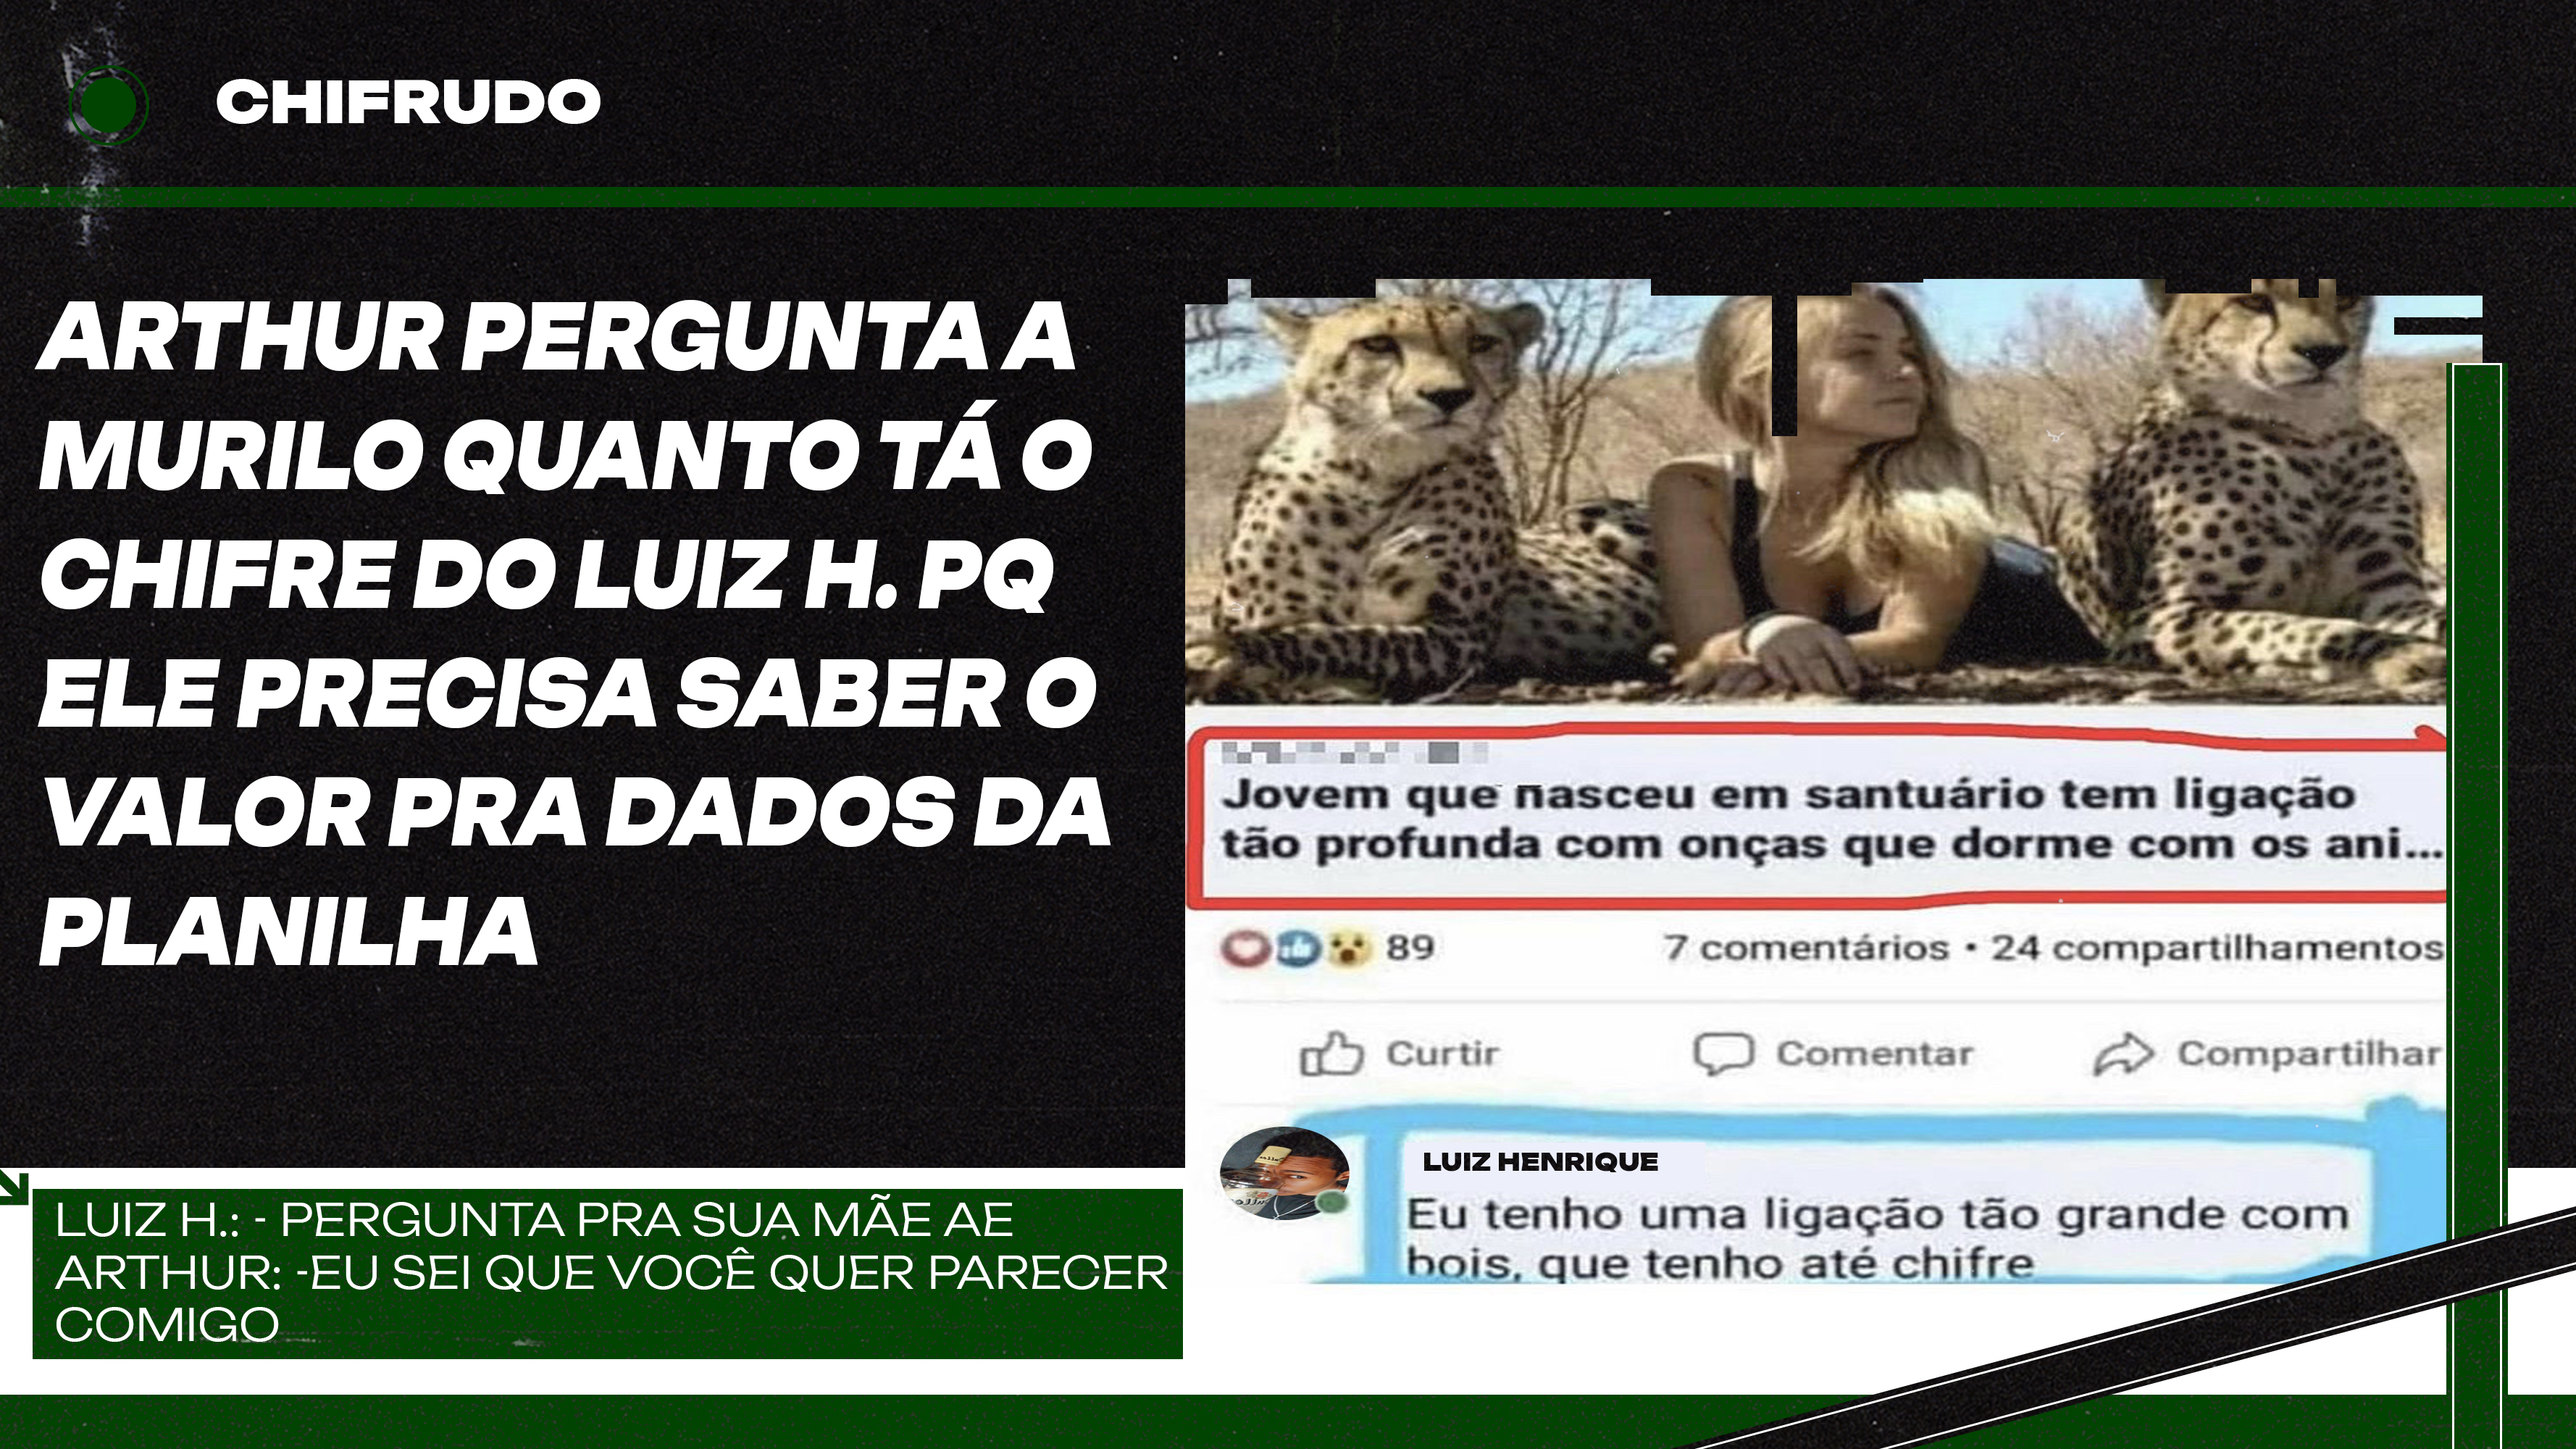 CHIFRUDO
ARTHUR PERGUNTA A
MURILO QUANTO TÁ O
CHIFRE DO LUIZ H. PQ
ELE PRECISA SABER O
VALOR PRA DADOS DA
PLANILHA
LUIZ H.: - PERGUNTA PRA SUA MÃE AE
ARTHUR: -EU SEI QUE VOCÊ QUER PARECER
COMIGO
Jovem que nasceu em santuário tem ligação
tão profunda com onças que dorme com os ani...
89 7 comentários • 24 compartilhamentos
Curtir Comentar Compartilhar
LUIZ HENRIQUE
Eu tenho uma ligação tão grande com
bois, que tenho até chifre